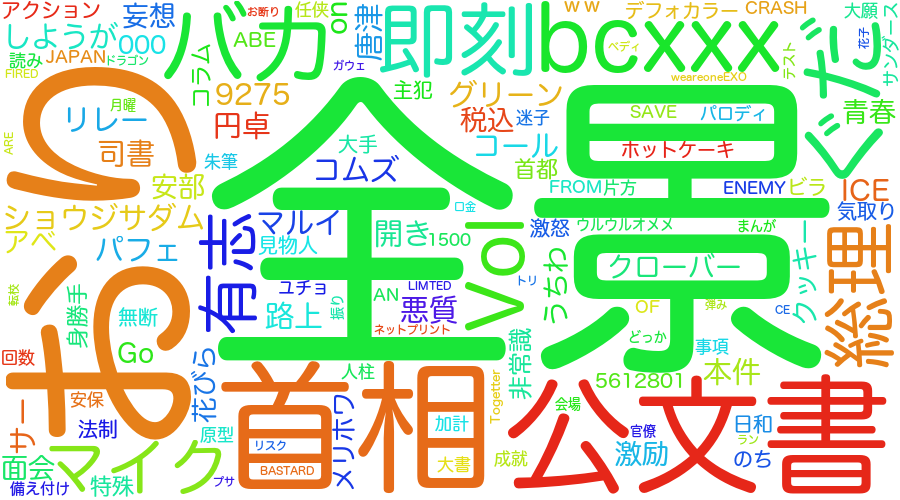 アクション
妄想
バカ
お断り
任侠
on
即刻
bcxxx
ｗｗ
デフォカラー
CRASH
大願
ぐだ
花子
サンダース
しようが
000
ABE
唐津
読み
JAPAN
ドラゴン
ガウェ
ペディ
テスト
FIRED
コラム
9275
主犯
グリーン
weareoneEXO
月曜
リレー
円卓
税込
迷子
SAVE
パロディ
青春
ARE
司書
大手
コール
ホットケーキ
朱筆
コムズ
首都
安部
全景
FROM
片方
ENEMY
ビラ
ICE
口金
気取り
ショウジサダム
有志
マルイ
開き
1500
Vol
激怒
ウルウルオメメ
まんが
アベ
パフェ
見物人
クローバー
クッキー
総理
ユチョ
LIMTED
トリ
うちわ
転校
おり
身勝手
無断
路上
振り
AN
悪質
OF
弾み
CE
ネットプリント
非常識
どっか
事項
回数
Go
花びら
人柱
首相
Togetter
5612801
本件
サー
安保
法制
メリホワ
加計
会場
公文書
官僚
日和
マイク
原型
リスク
ラン
面会
特殊
BASTARD
大書
成就
激励
のち
備え付け
ブサ